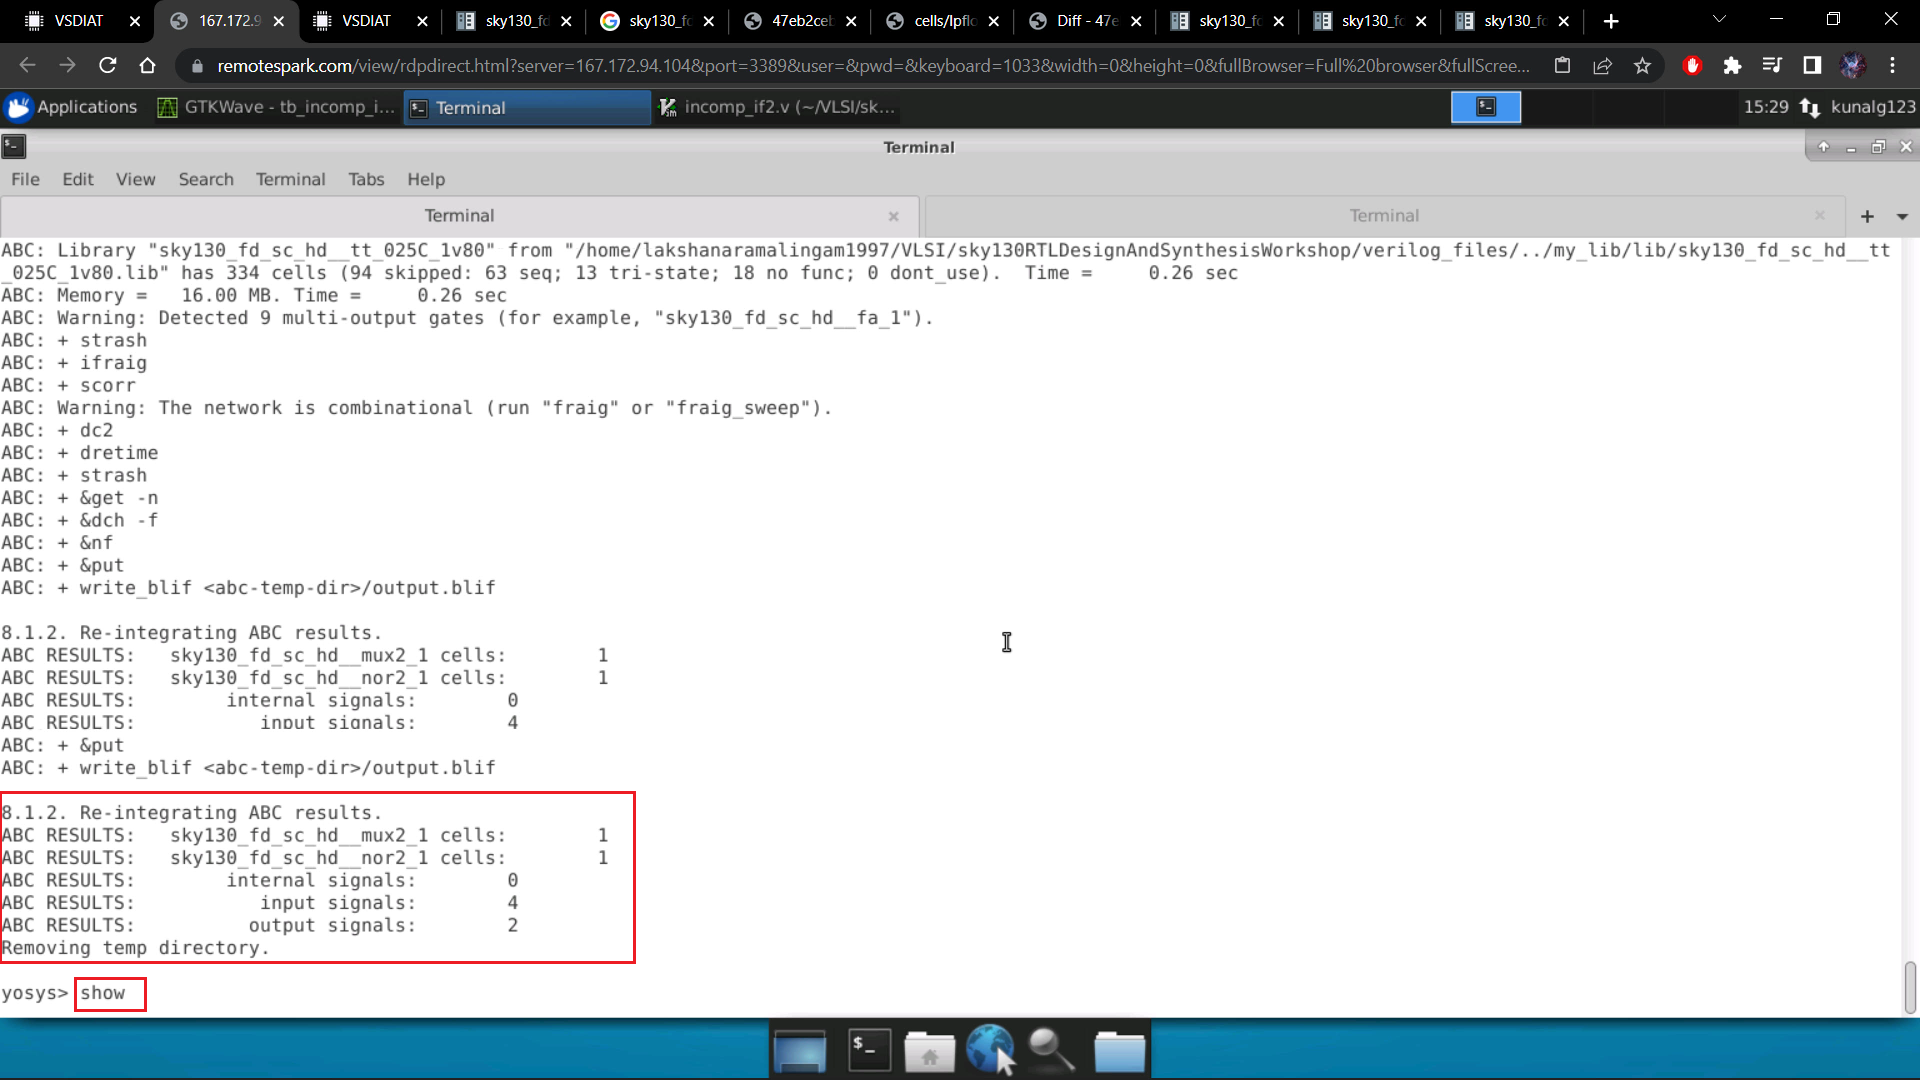 VSDIAT
167.172.9
VSDIAT
sky130_fd
sky130_fd
47eb2ceb
cells/lpflo
Diff - 47e
sky130_fd
sky130_fd
sky130_fd
remotespark.com/view/rdpdirect.html?server=167.172.94.104&port=3389&user=&pwd=&keyboard=1033&width=0&height=0&fullBrowser=Full%20browser&fullScree...
Applications
GTKWave - tb_incomp_i...
Terminal
incomp_if2.v (~/VLSI/sk...
15:29
kunalg123
Terminal
File Edit View Search Terminal Tabs Help
Terminal
Terminal
ABC: Library "sky130_fd_sc_hd__tt_025C_1v80" from "/home/lakshanaramalingam1997/VLSI/sky130RTLDesignAndSynthesisWorkshop/verilog_files/../my_lib/lib/sky130_fd_sc_hd__tt
_025C_1v80.lib" has 334 cells (94 skipped: 63 seq; 13 tri-state; 18 no func; 0 dont_use).  Time =     0.26 sec
ABC: Memory =   16.00 MB. Time =     0.26 sec
ABC: Warning: Detected 9 multi-output gates (for example, "sky130_fd_sc_hd__fa_1").
ABC: + strash
ABC: + ifraig
ABC: + scorr
ABC: Warning: The network is combinational (run "fraig" or "fraig_sweep").
ABC: + dc2
ABC: + dretime
ABC: + strash
ABC: + &get -n
ABC: + &dch -f
ABC: + &nf
ABC: + &put
ABC: + write_blif <abc-temp-dir>/output.blif
8.1.2. Re-integrating ABC results.
ABC RESULTS:   sky130_fd_sc_hd__mux2_1 cells:        1
ABC RESULTS:   sky130_fd_sc_hd__nor2_1 cells:        1
ABC RESULTS:        internal signals:        0
ABC RESULTS:           input signals:        4
ABC: + &put
ABC: + write_blif <abc-temp-dir>/output.blif
8.1.2. Re-integrating ABC results.
ABC RESULTS:   sky130_fd_sc_hd__mux2_1 cells:        1
ABC RESULTS:   sky130_fd_sc_hd__nor2_1 cells:        1
ABC RESULTS:        internal signals:        0
ABC RESULTS:           input signals:        4
ABC RESULTS:          output signals:        2
Removing temp directory.
yosys> show